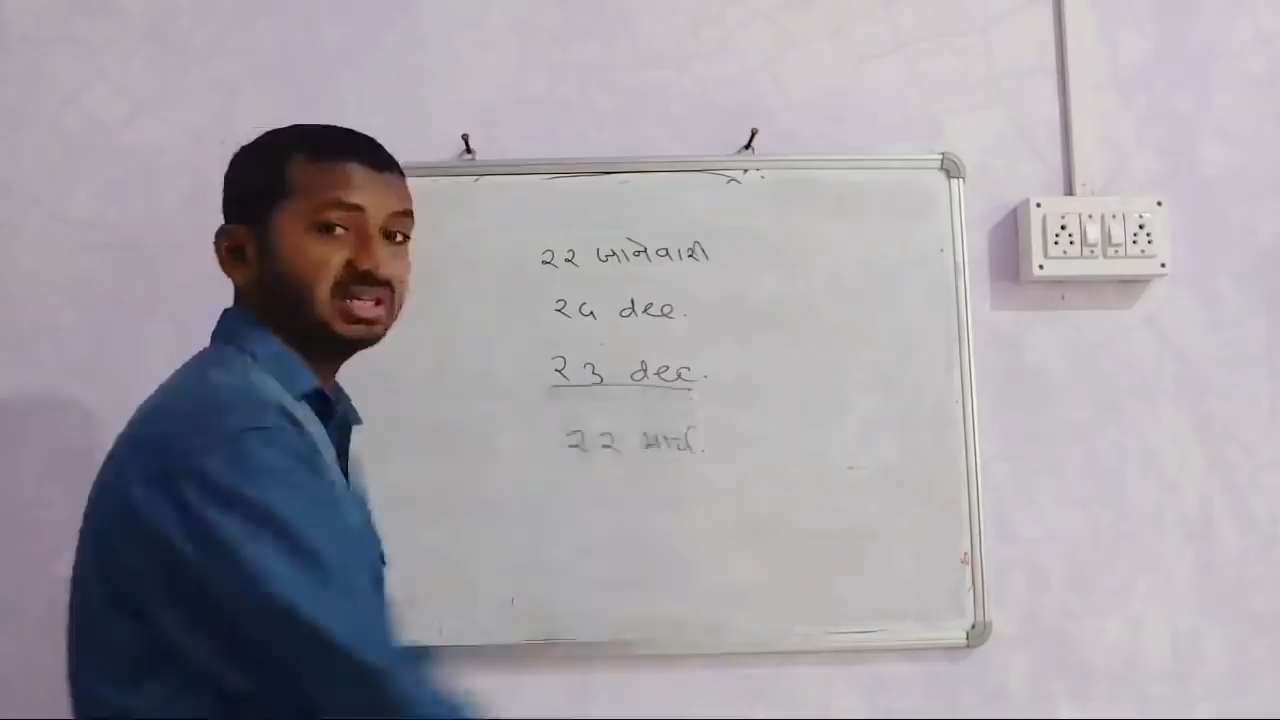 ૨૨ જાનેવારી
૨૫ dec.
૨૩ dec.
૨૨ માર્ચ.